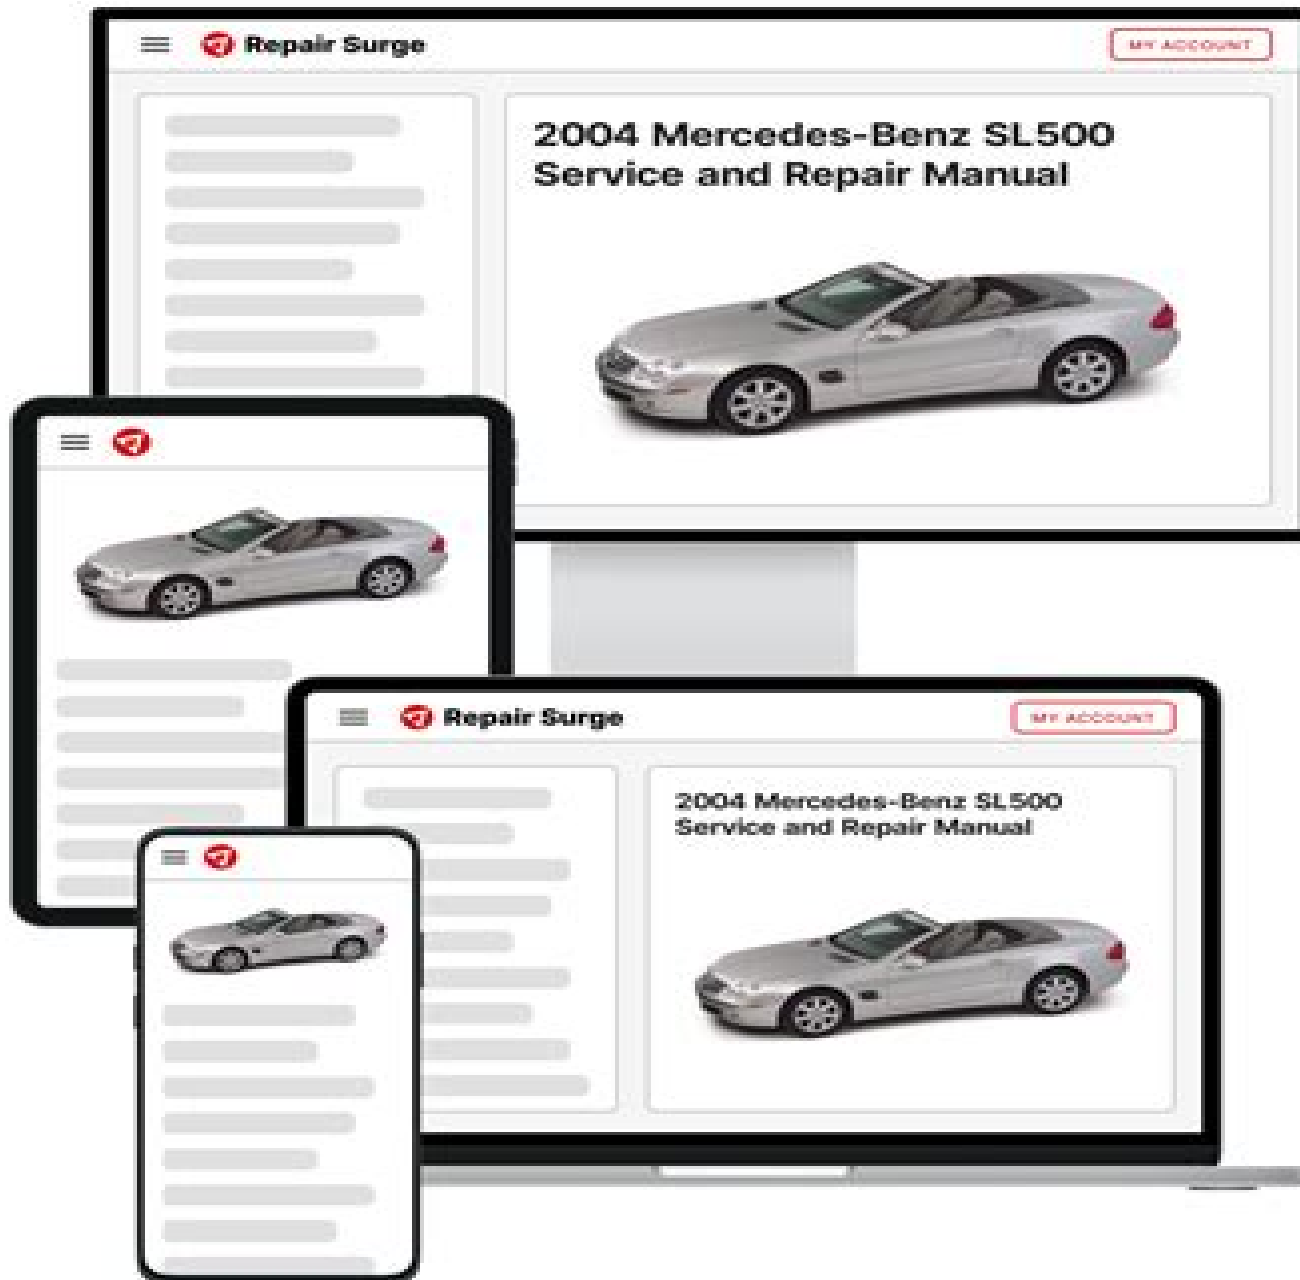 Repair Surge
MY ACCOUNT
2004 Mercedes-Benz SL500
Service and Repair Manual
Repair Surge
MY ACCOUNT
2004 Mercedes-Benz SL500
Service and Repair Manual